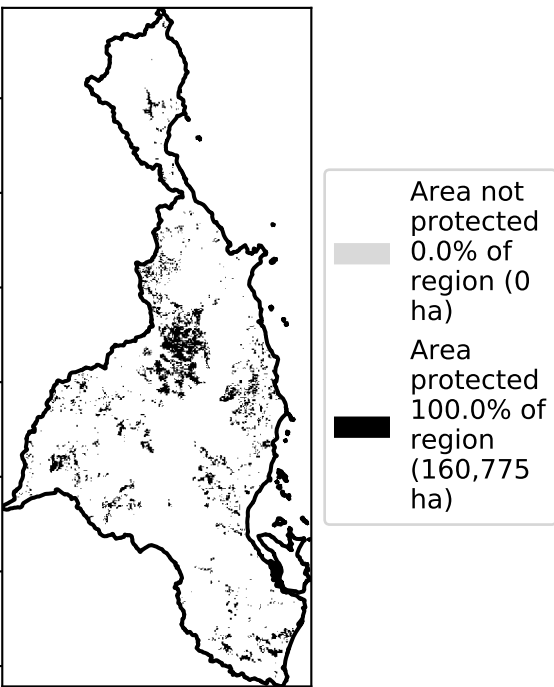 Area not
protected
0.0% of
region (0
ha)
Area
protected
100.0% of
region
(160,775
ha)